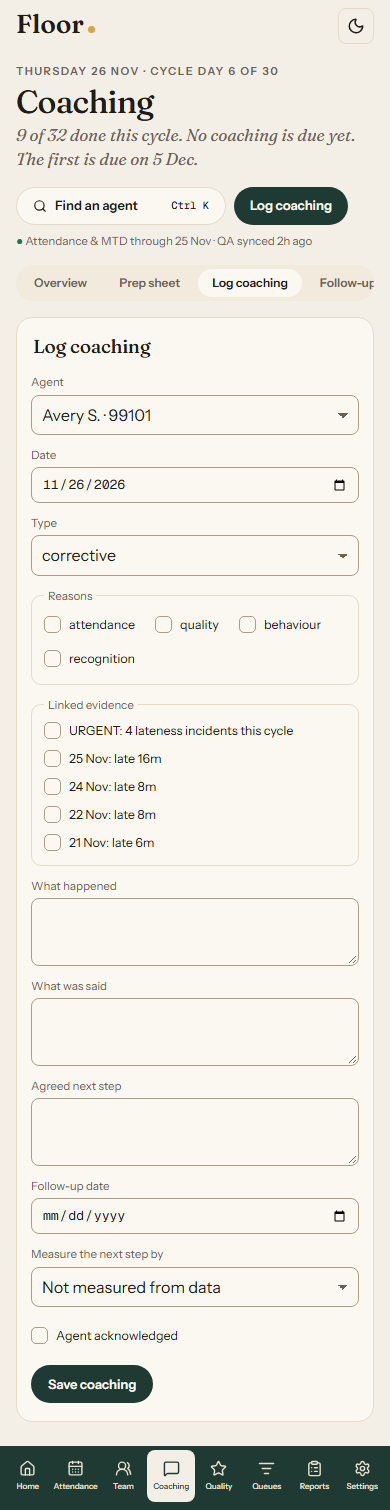 Floor
THURSDAY 26 NOV · CYCLE DAY 6 OF 30
Coaching
9 of 32 done this cycle. No coaching is due yet.
The first is due on 5 Dec.
Find an agent Ctrl K Log coaching
Attendance & MTD through 25 Nov · QA synced 2h ago
Overview Prep sheet Log coaching Follow-up
Log coaching
Agent
Avery S. · 99101
Date
11/26/2026
Type
corrective
Reasons
attendance quality behaviour
recognition
Linked evidence
URGENT: 4 lateness incidents this cycle
25 Nov: late 16m
24 Nov: late 8m
22 Nov: late 8m
21 Nov: late 6m
What happened
What was said
Agreed next step
Follow-up date
mm/dd/yyyy
Measure the next step by
Not measured from data
Agent acknowledged
Save coaching
Home Attendance Team Coaching Quality Queues Reports Settings